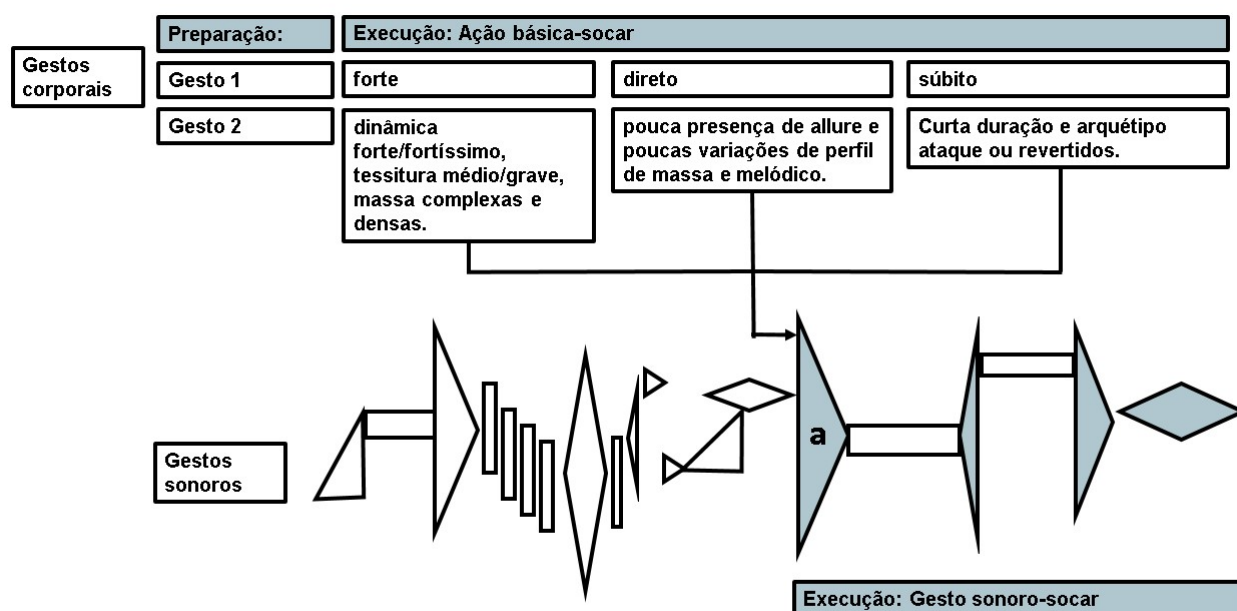 Preparação:
Execução: Ação básica-socar
Gestos
corporais
Gesto 1
forte
direto
súbito
Gesto 2
dinâmica
forte/fortíssimo,
tessitura médio/grave,
massa complexas e
densas.
pouca presença de allure e
poucas variações de perfil
de massa e melódico.
Curta duração e arquétipo
ataque ou revertidos.
a
Gestos
sonoros
Execução: Gesto sonoro-socar